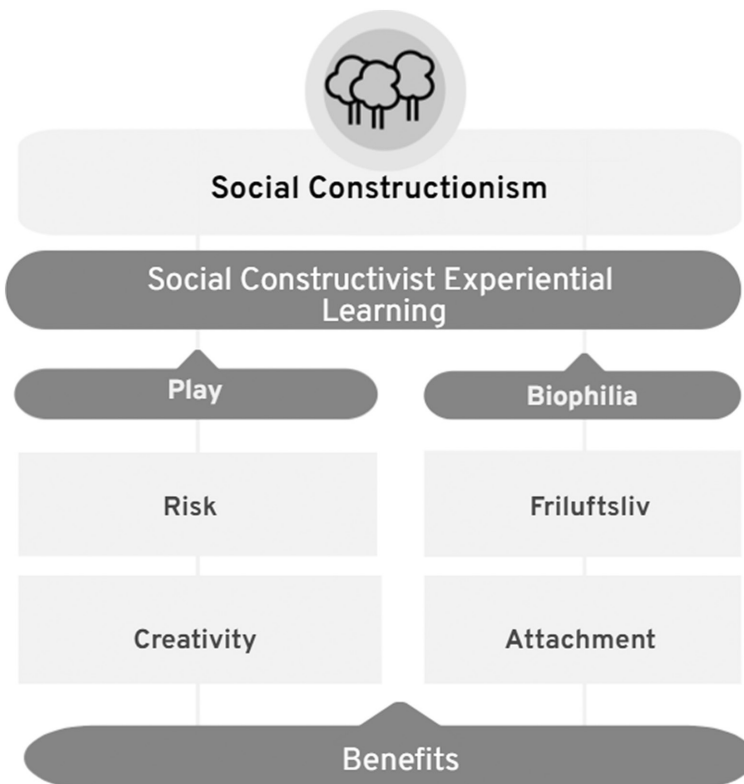 Social Constructionism
Social Constructivist Experiential
Learning
Play
Biophilia
Risk
Friluftsliv
Creativity
Attachment
Benefits